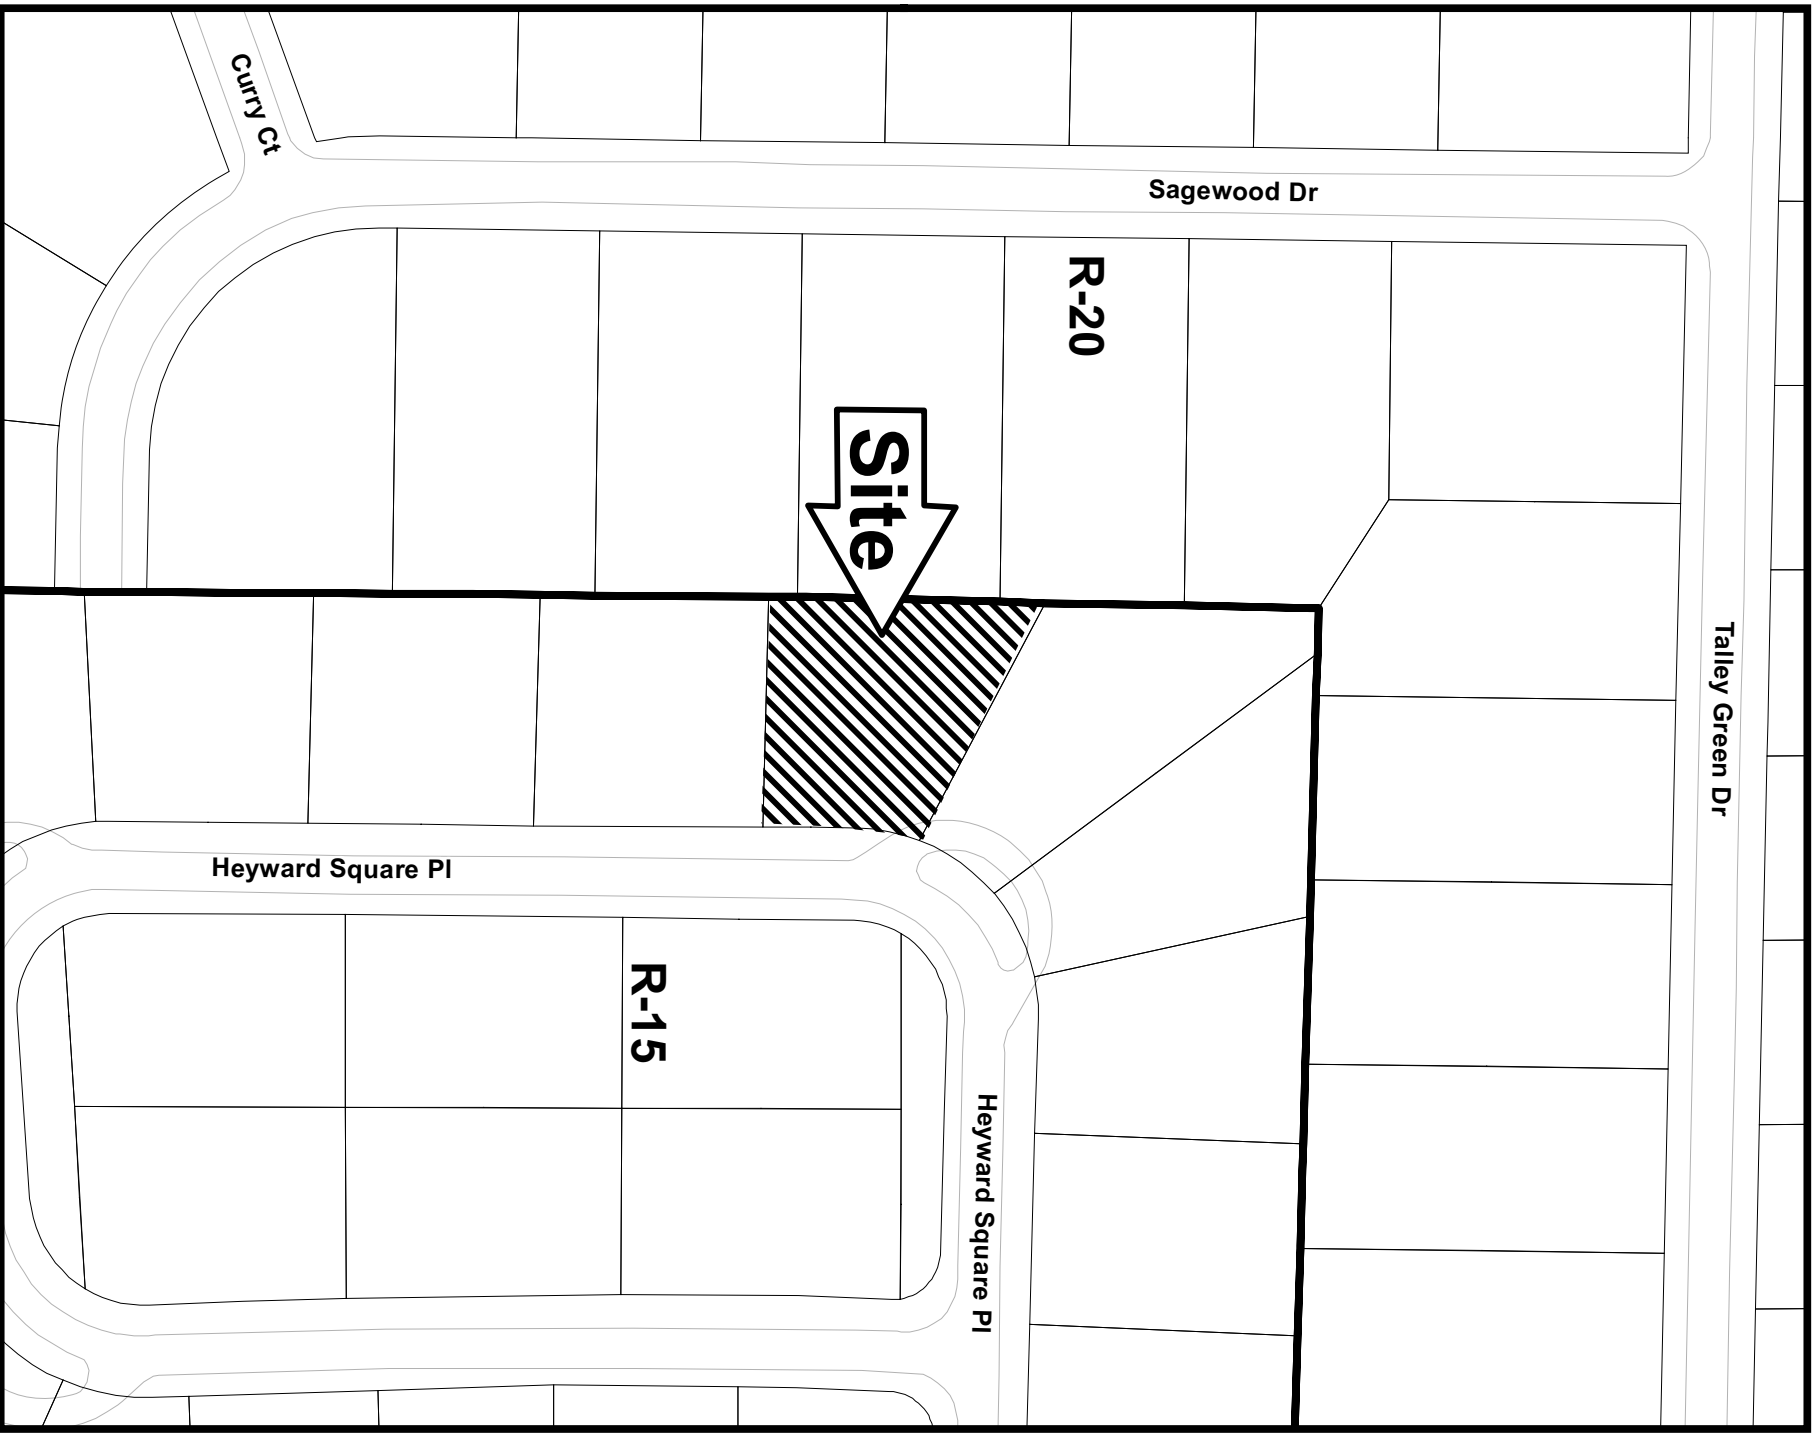 Curry Ct
Sagewood Dr
R-20
Site
Talley Green Dr
Heyward Square Pl
R-15
Heyward Square Pl